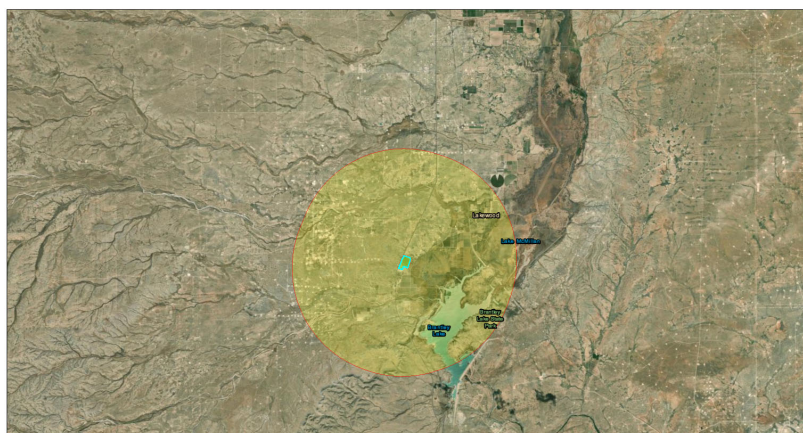 Lakewood
Lake McMillan
Brantley
Lake State
Park
Brantley
Lake